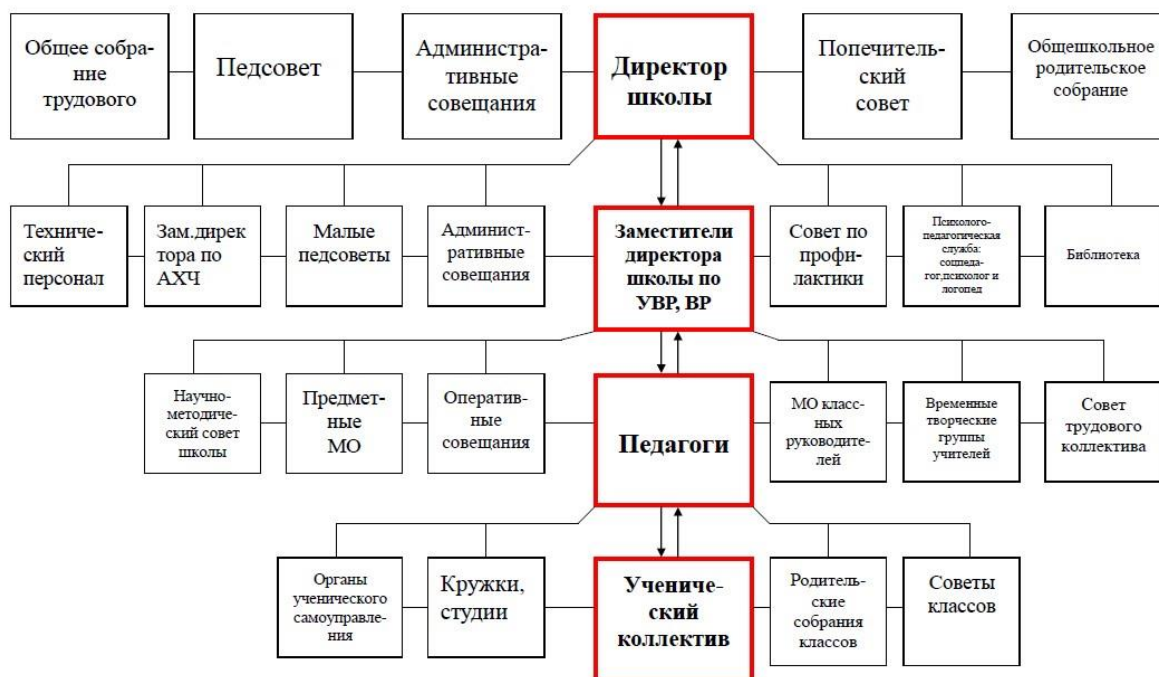 Общее собра-
ние
трудового
Педсовет
Администра-
тивные
совещания
Директор
школы
Попечитель-
ский
совет
Общешкольное
родительское
собрание
Техничес
кий
персонал
Зам.дирек
тора по
АХЧ
Малые
педсоветы
Админист-
ративные
совещания
Заместители
директора
школы по
УВР, ВР
Совет по
профи-
лактики
Психолого-
педагогическая
служба:
соцпеда-
гог,психолог и
логопед
Библиотека
Научно-
методичес-
кий совет
школы
Предмет-
ные
МО
Оператив-
ные
совещания
Педагоги
МО класс-
ных
руководите-
лей
Временные
творческие
группы
учителей
Совет
трудового
коллектива
Органы
ученического
самоуправле-
ния
Кружки,
студии
Учениче-
ский
коллектив
Родитель-
ские
собрания
классов
Советы
классов